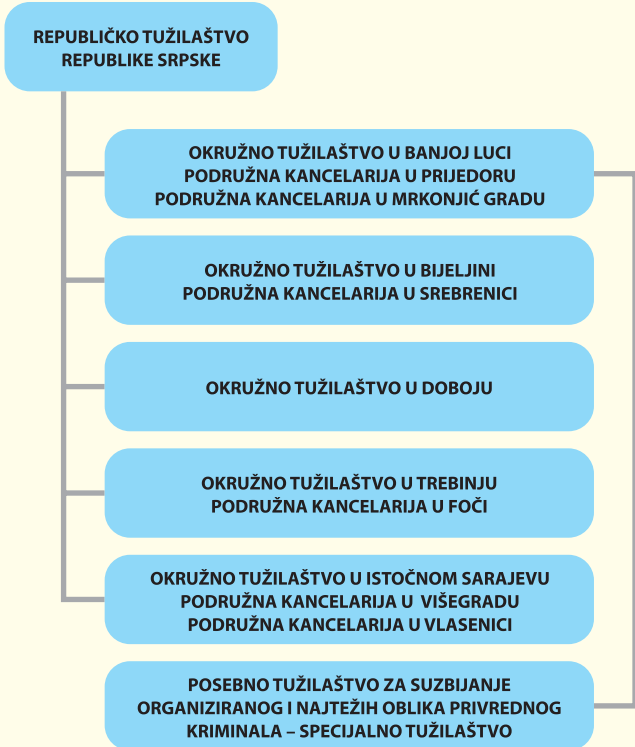 REPUBLIČKO TUŽILAŠTVO
REPUBLIKE SRPSKE
OKRUŽNO TUŽILAŠTVO U BANJOJ LUCI
PODRUŽNA KANCELARIJA U PRIJEDORU
PODRUŽNA KANCELARIJA U MRKONJIĆ GRADU
OKRUŽNO TUŽILAŠTVO U BIJELJINI
PODRUŽNA KANCELARIJA U SREBRENICI
OKRUŽNO TUŽILAŠTVO U DOBOJU
OKRUŽNO TUŽILAŠTVO U TREBINJU
PODRUŽNA KANCELARIJA U FOČI
OKRUŽNO TUŽILAŠTVO U ISTOČNOM SARAJEVU
PODRUŽNA KANCELARIJA U VIŠEGRADU
PODRUŽNA KANCELARIJA U VLASENICI
POSEBNO TUŽILAŠTVO ZA SUZBIJANJE
ORGANIZIRANOG I NAJTEŽIH OBLIKA PRIVREDNOG
KRIMINALA – SPECIJALNO TUŽILAŠTVO